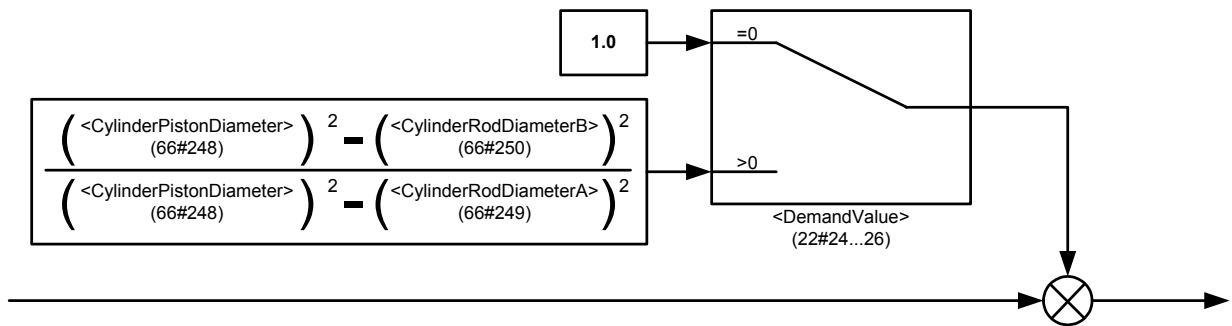 1.0
=0
>0
( <CylinderPistonDiameter> ) 2 − ( <CylinderRodDiameterB> ) 2
(66#248) (66#250)
( <CylinderPistonDiameter> ) 2 − ( <CylinderRodDiameterA> ) 2
(66#248) (66#249)
<DemandValue>
(22#24...26)